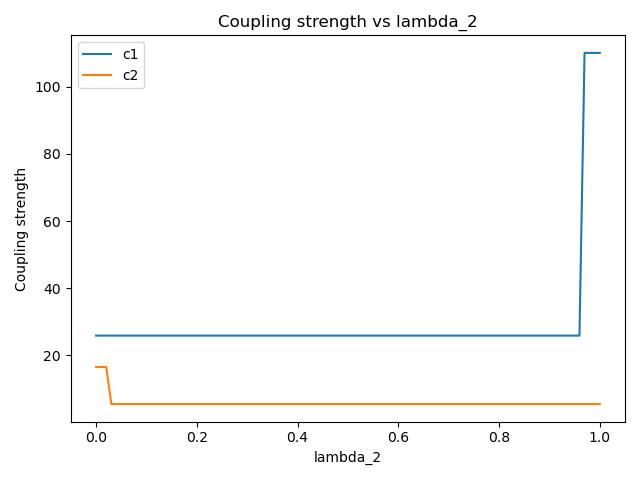 Coupling strength vs lambda_2
c1
c2
Coupling strength
100
80
60
40
20
0.0 0.2 0.4 0.6 0.8 1.0
lambda_2